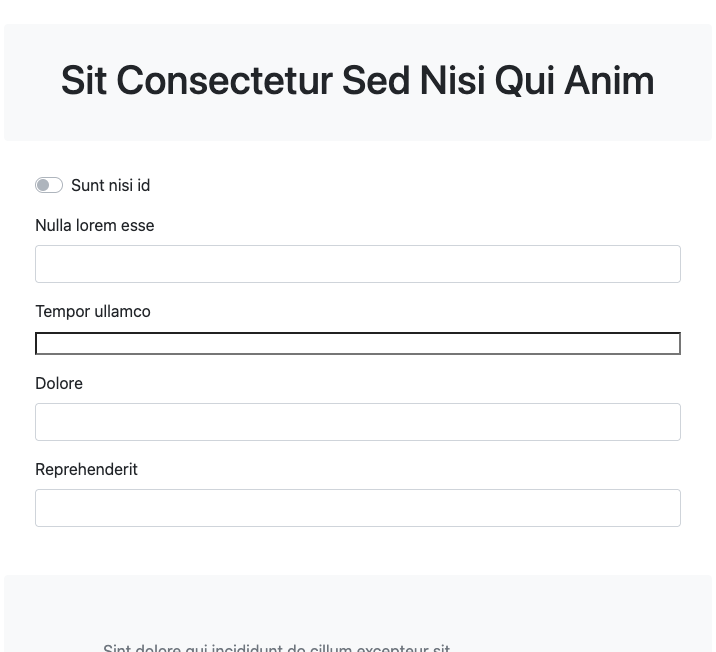 Sit Consectetur Sed Nisi Qui Anim
Sunt nisi id
Nulla lorem esse
Tempor ullamco
Dolore
Reprehenderit
Sint dolore qui incididunt do cillum excepteur sit